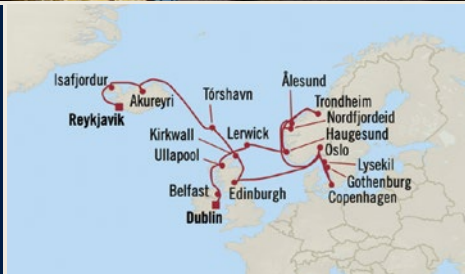 Isafjordur
Akureyri
Reykjavik
Tórshavn
Ålesund
Trondheim
Nordfjordeid
Haugesund
Oslo
Kirkwall
Lerwick
Ullapool
Lysekil
Gothenburg
Copenhagen
Belfast
Edinburgh
Dublin